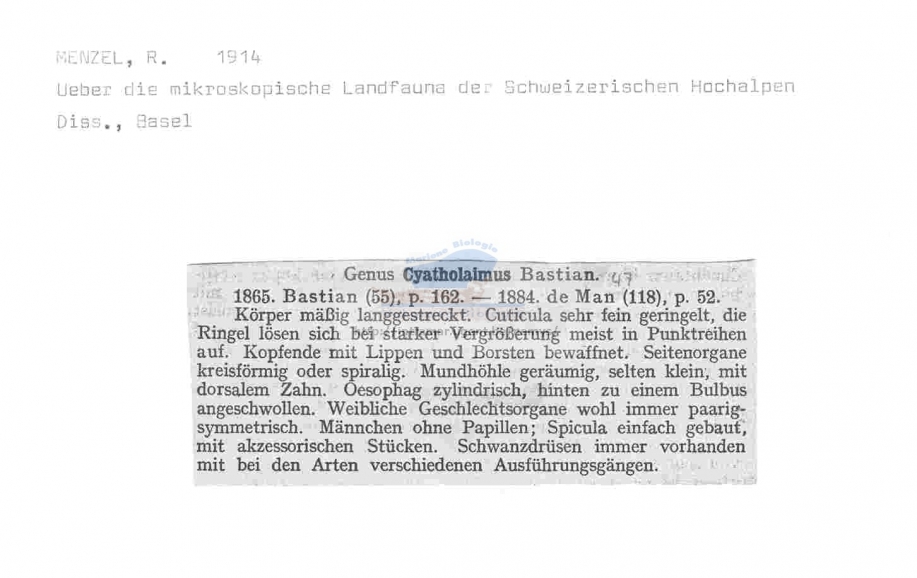 MENZEL, R. 1914
Ueber die mikroskopische Landfauna der Schweizerischen Hochalpen
Diss., Basel
Mariene Biologie
Genus Cyatholaimus Bastian. 47
1865. Bastian (55), p. 162. — 1884. de Man (118), p. 52.
Körper mäßig langgestreckt. Cuticula sehr fein geringelt, die
Ringel lösen sich bei starker Vergrößerung meist in Punktreihen
auf. Kopfende mit Lippen und Borsten bewaffnet. Seitenorgane
kreisförmig oder spiralig. Mundhöhle geräumig, selten klein, mit
dorsalem Zahn. Oesophag zylindrisch, hinten zu einem Bulbus
angeschwollen. Weibliche Geschlechtsorgane wohl immer paarig-
symmetrisch. Männchen ohne Papillen; Spicula einfach gebaut,
mit akzessorischen Stücken. Schwanzdrüsen immer vorhanden
mit bei den Arten verschiedenen Ausführungsgängen.